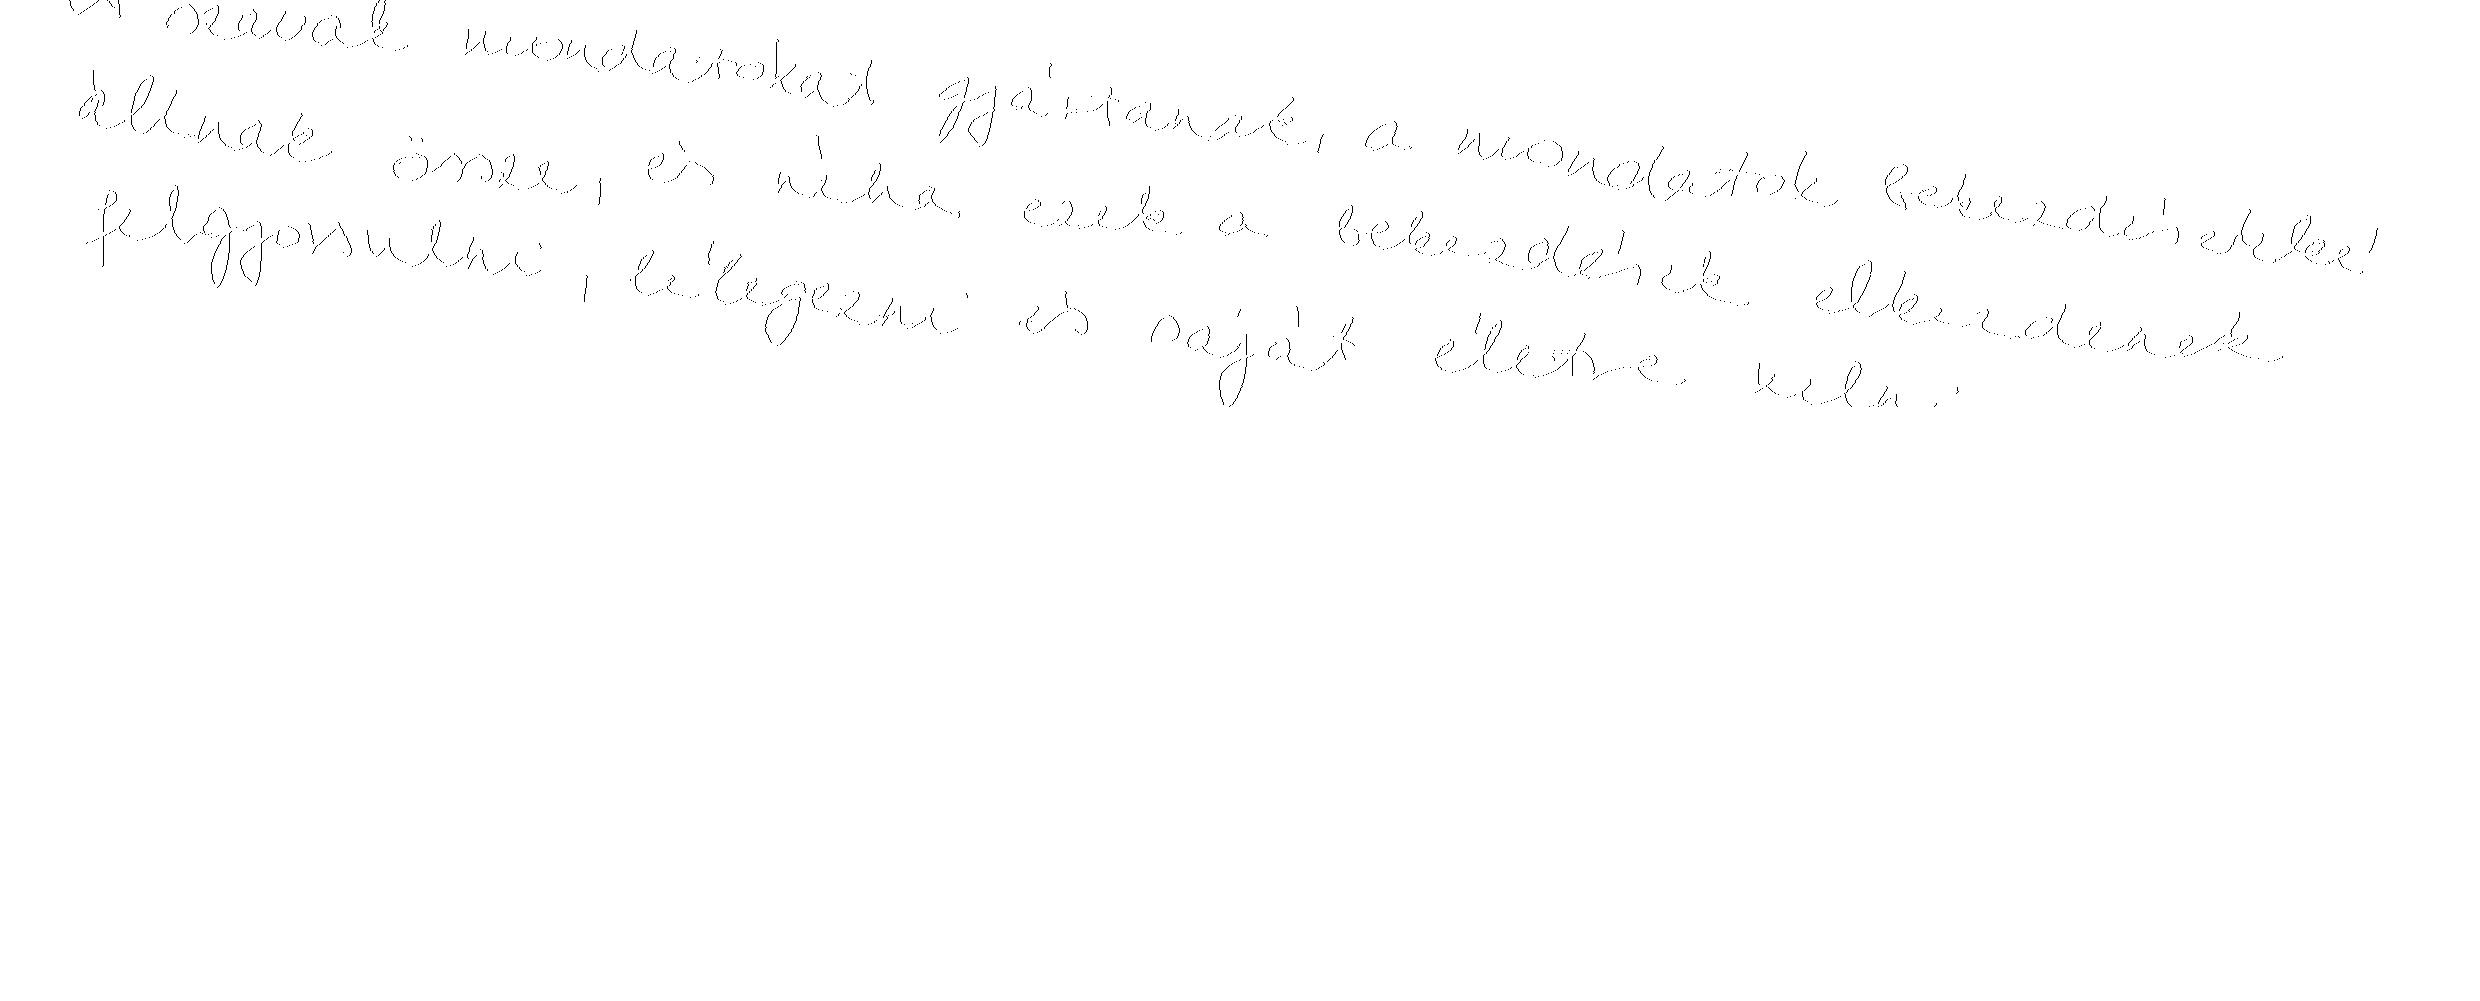 A szavak mondatokat gyártanak, a mondatok bekezdésekké
állnak össze, és néha ezek a bekezdések elkezdenek
felgyorsulni, lélegezni és saját életre kelni